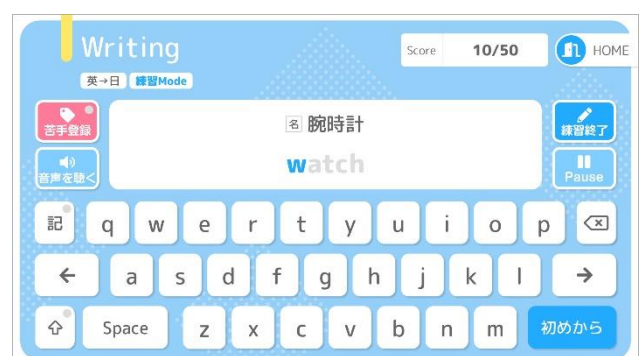 Writing
Score 10/50
HOME
英→日 練習Mode
苦手登録
名 腕時計
練習終了
音声を聴く
watch
Pause
記 q w e r t y u i o p
← a s d f g h j k l →
Space z x c v b n m 初めから